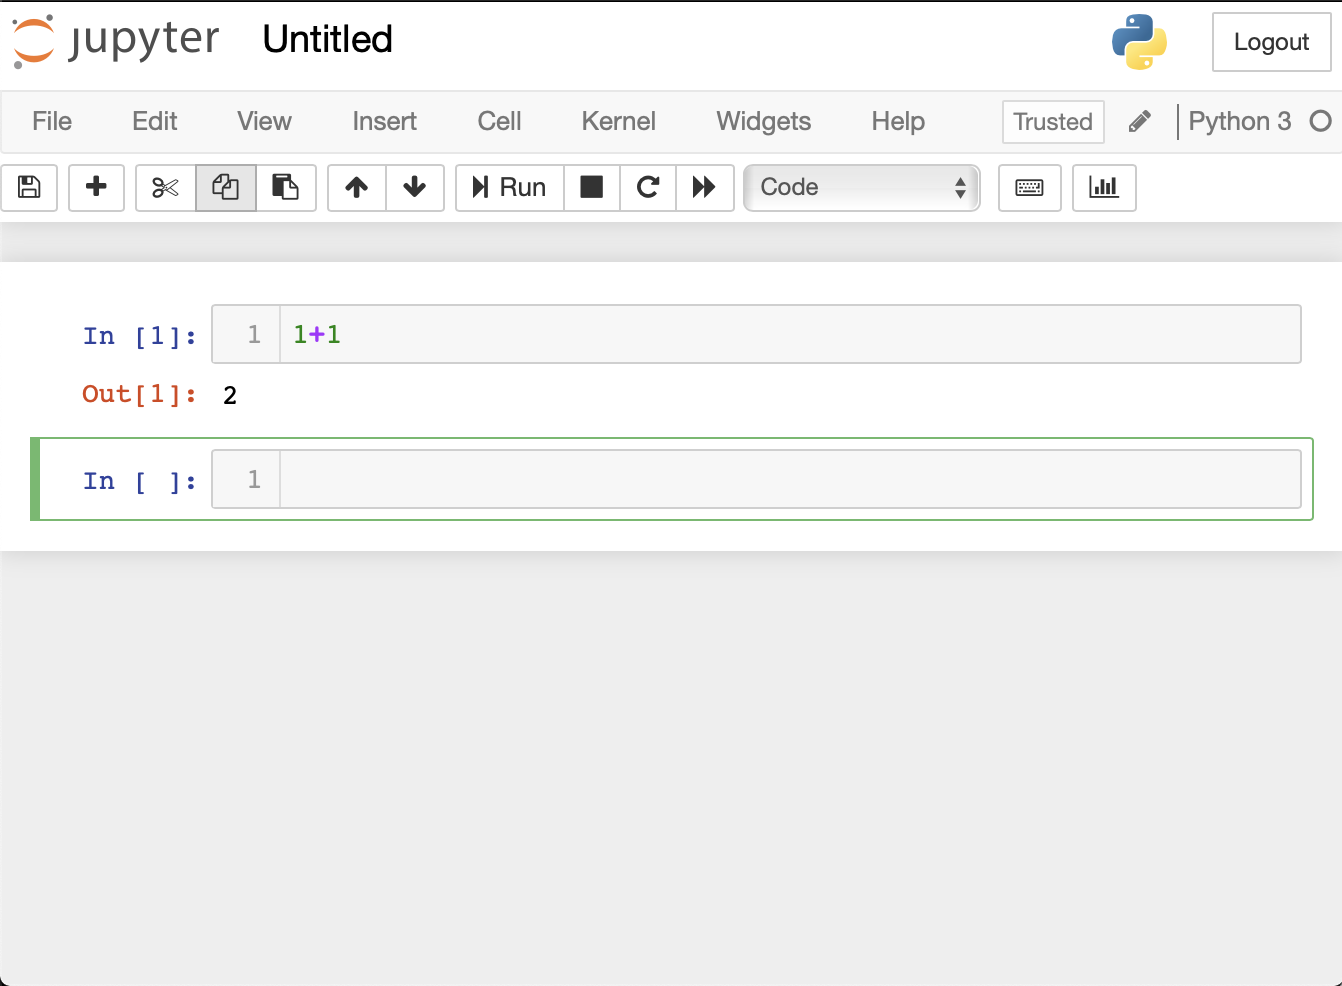 jupyter Untitled Logout
File Edit View Insert Cell Kernel Widgets Help Trusted Python 3
Run Code
In [1]: 1 1+1
Out[1]: 2
In [ ]: 1